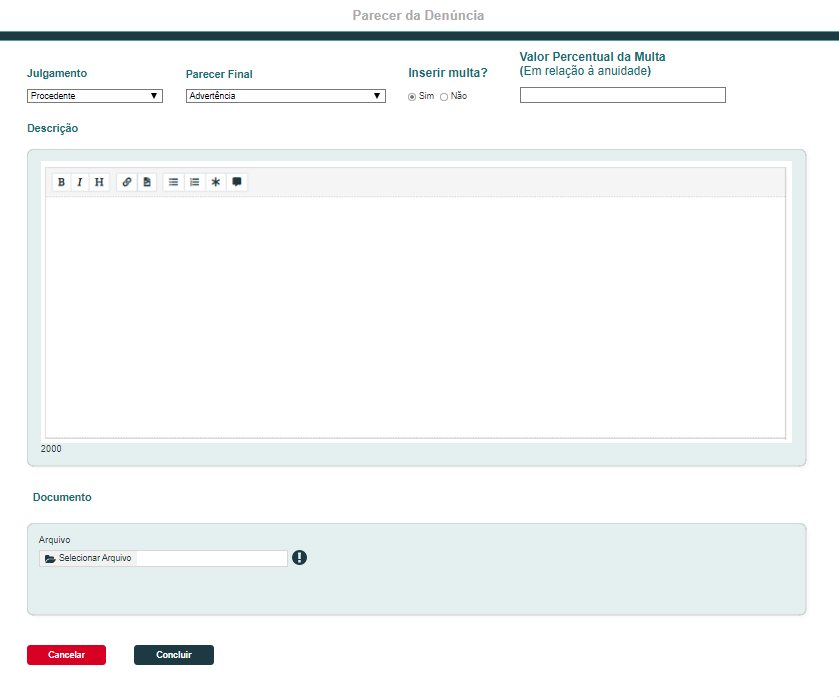 Parecer da Denúncia
Julgamento
Procedente
Parecer Final
Advertência
Inserir multa?
Sim Não
Valor Percentual da Multa
(Em relação à anuidade)
Descrição
B I H
2000
Documento
Arquivo
Selecionar Arquivo
Cancelar Concluir